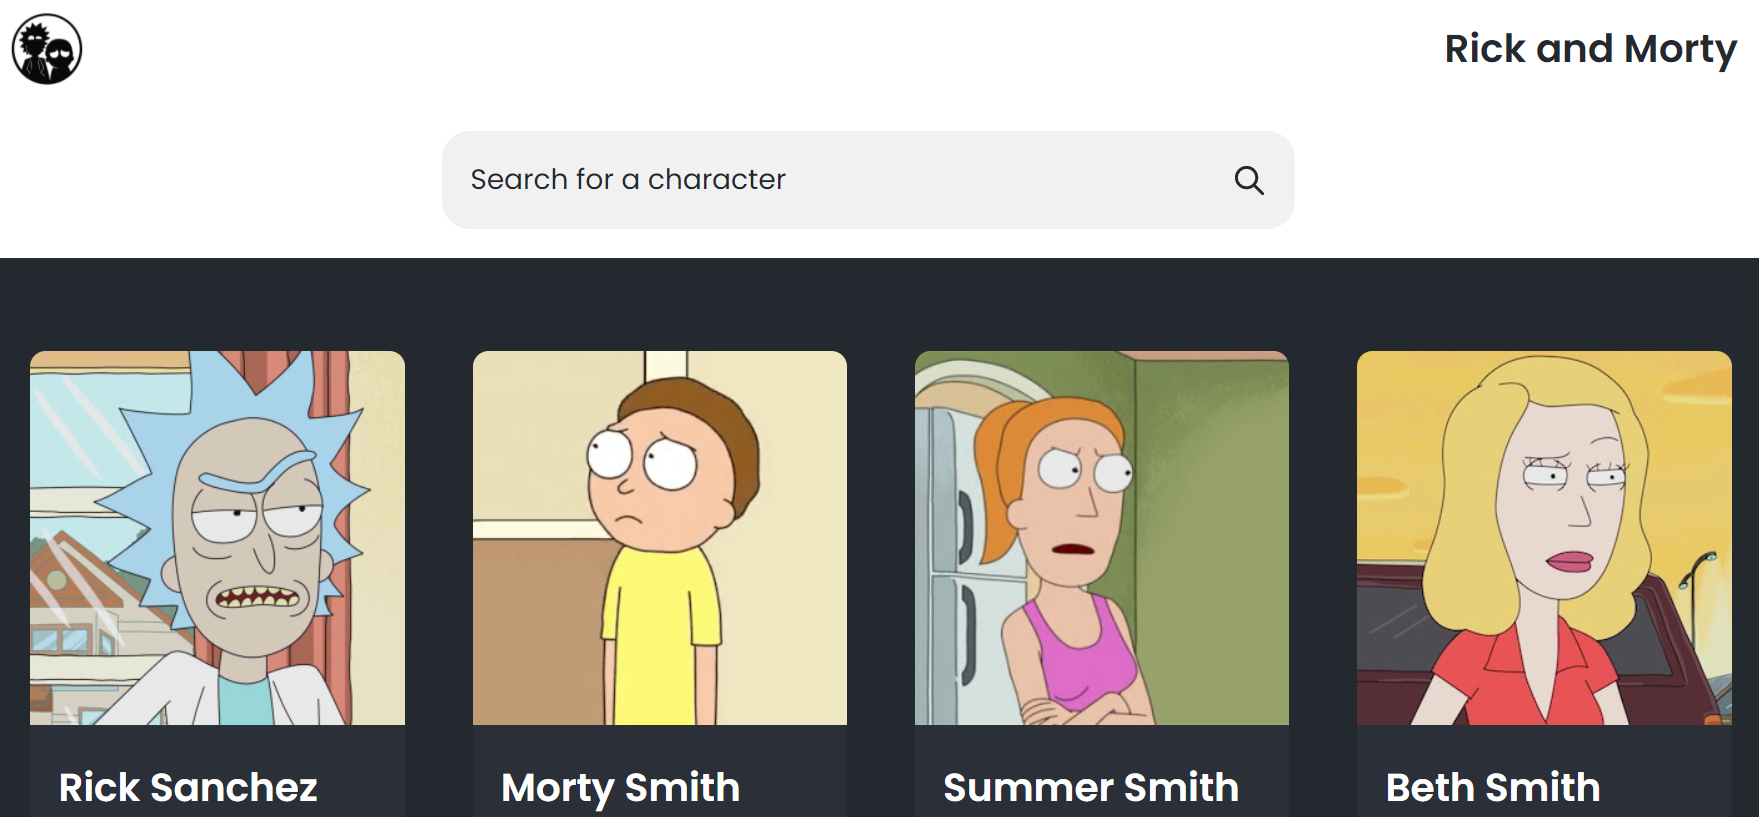 Rick and Morty
Search for a character
Rick Sanchez
Morty Smith
Summer Smith
Beth Smith